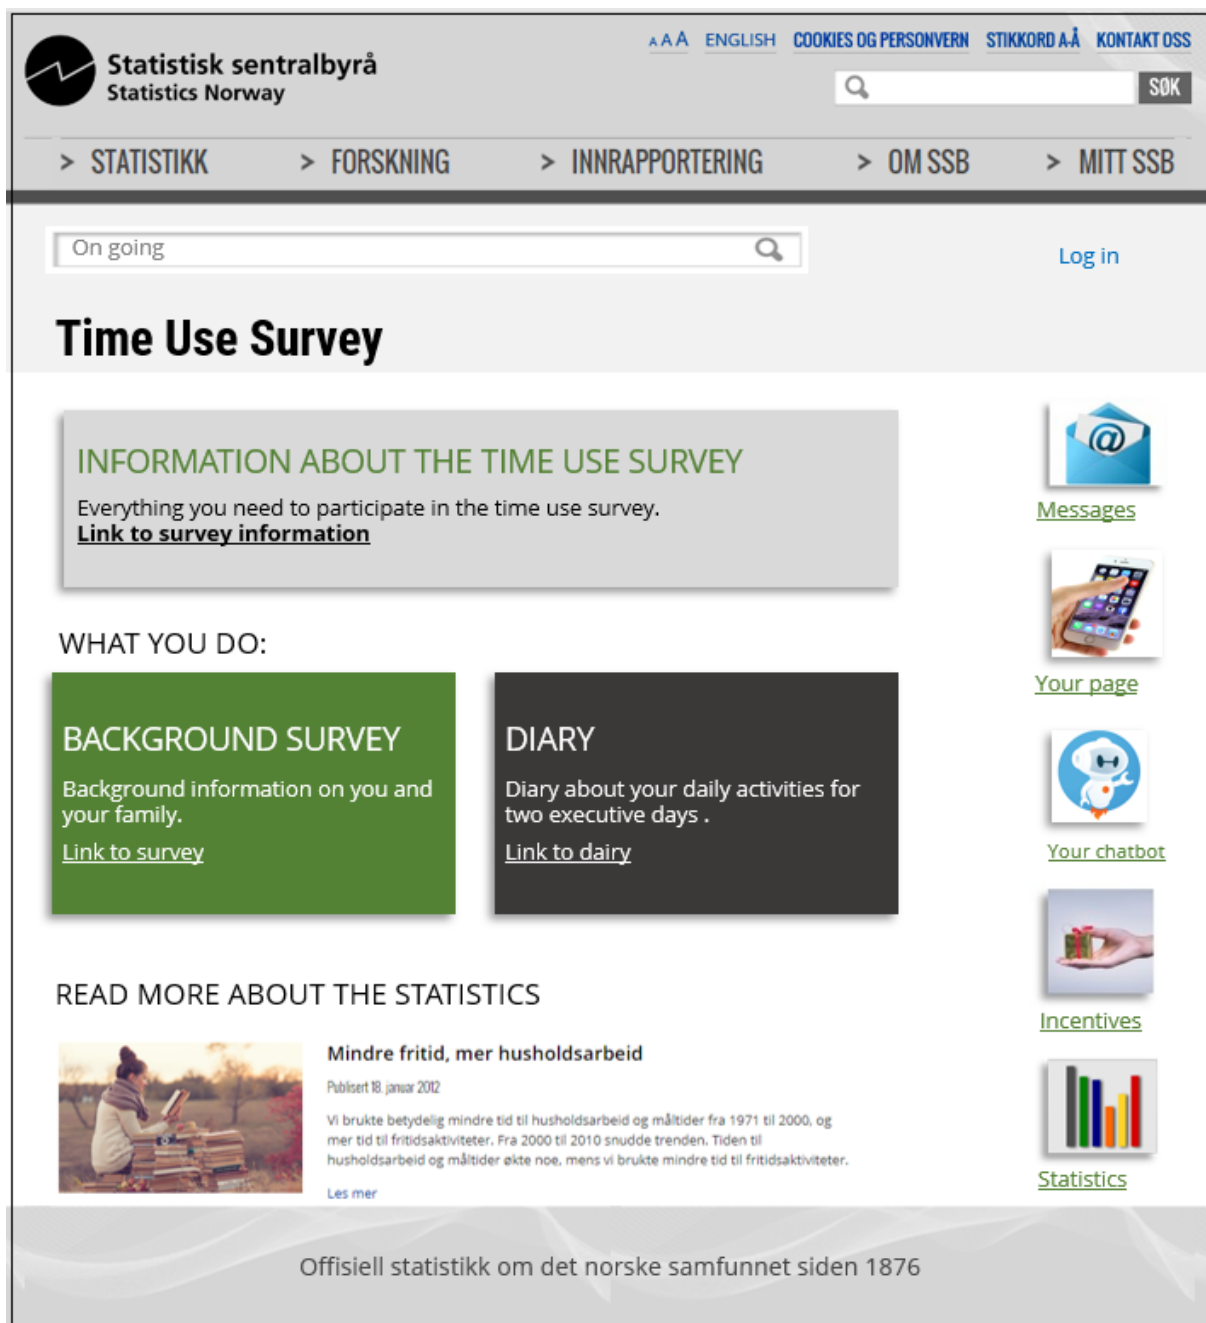 Statistisk sentralbyrå
Statistics Norway
A A A ENGLISH COOKIES OG PERSONVERN STIKKORD A-Å KONTAKT OSS
SØK
> STATISTIKK > FORSKNING > INNRAPPORTERING > OM SSB > MITT SSB
On going
Log in
Time Use Survey
INFORMATION ABOUT THE TIME USE SURVEY
Everything you need to participate in the time use survey.
Link to survey information
WHAT YOU DO:
BACKGROUND SURVEY
Background information on you and
your family.
Link to survey
DIARY
Diary about your daily activities for
two executive days .
Link to dairy
READ MORE ABOUT THE STATISTICS
Mindre fritid, mer husholdsarbeid
Publisert 18. januar 2012
Vi brukte betydelig mindre tid til husholdsarbeid og måltider fra 1971 til 2000, og
mer tid til fritidsaktiviteter. Fra 2000 til 2010 snudde trenden. Tiden til
husholdsarbeid og måltider økte noe, mens vi brukte mindre tid til fritidsaktiviteter.
Les mer
@
Messages
Your page
Your chatbot
Incentives
Statistics
Offisiell statistikk om det norske samfunnet siden 1876